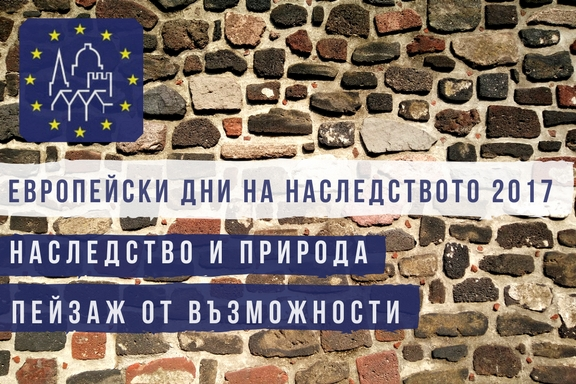 ЕВРОПЕЙСКИ ДНИ НА НАСЛЕДСТВОТО 2017
НАСЛЕДСТВО И ПРИРОДА
ПЕЙЗАЖ ОТ ВЪЗМОЖНОСТИ